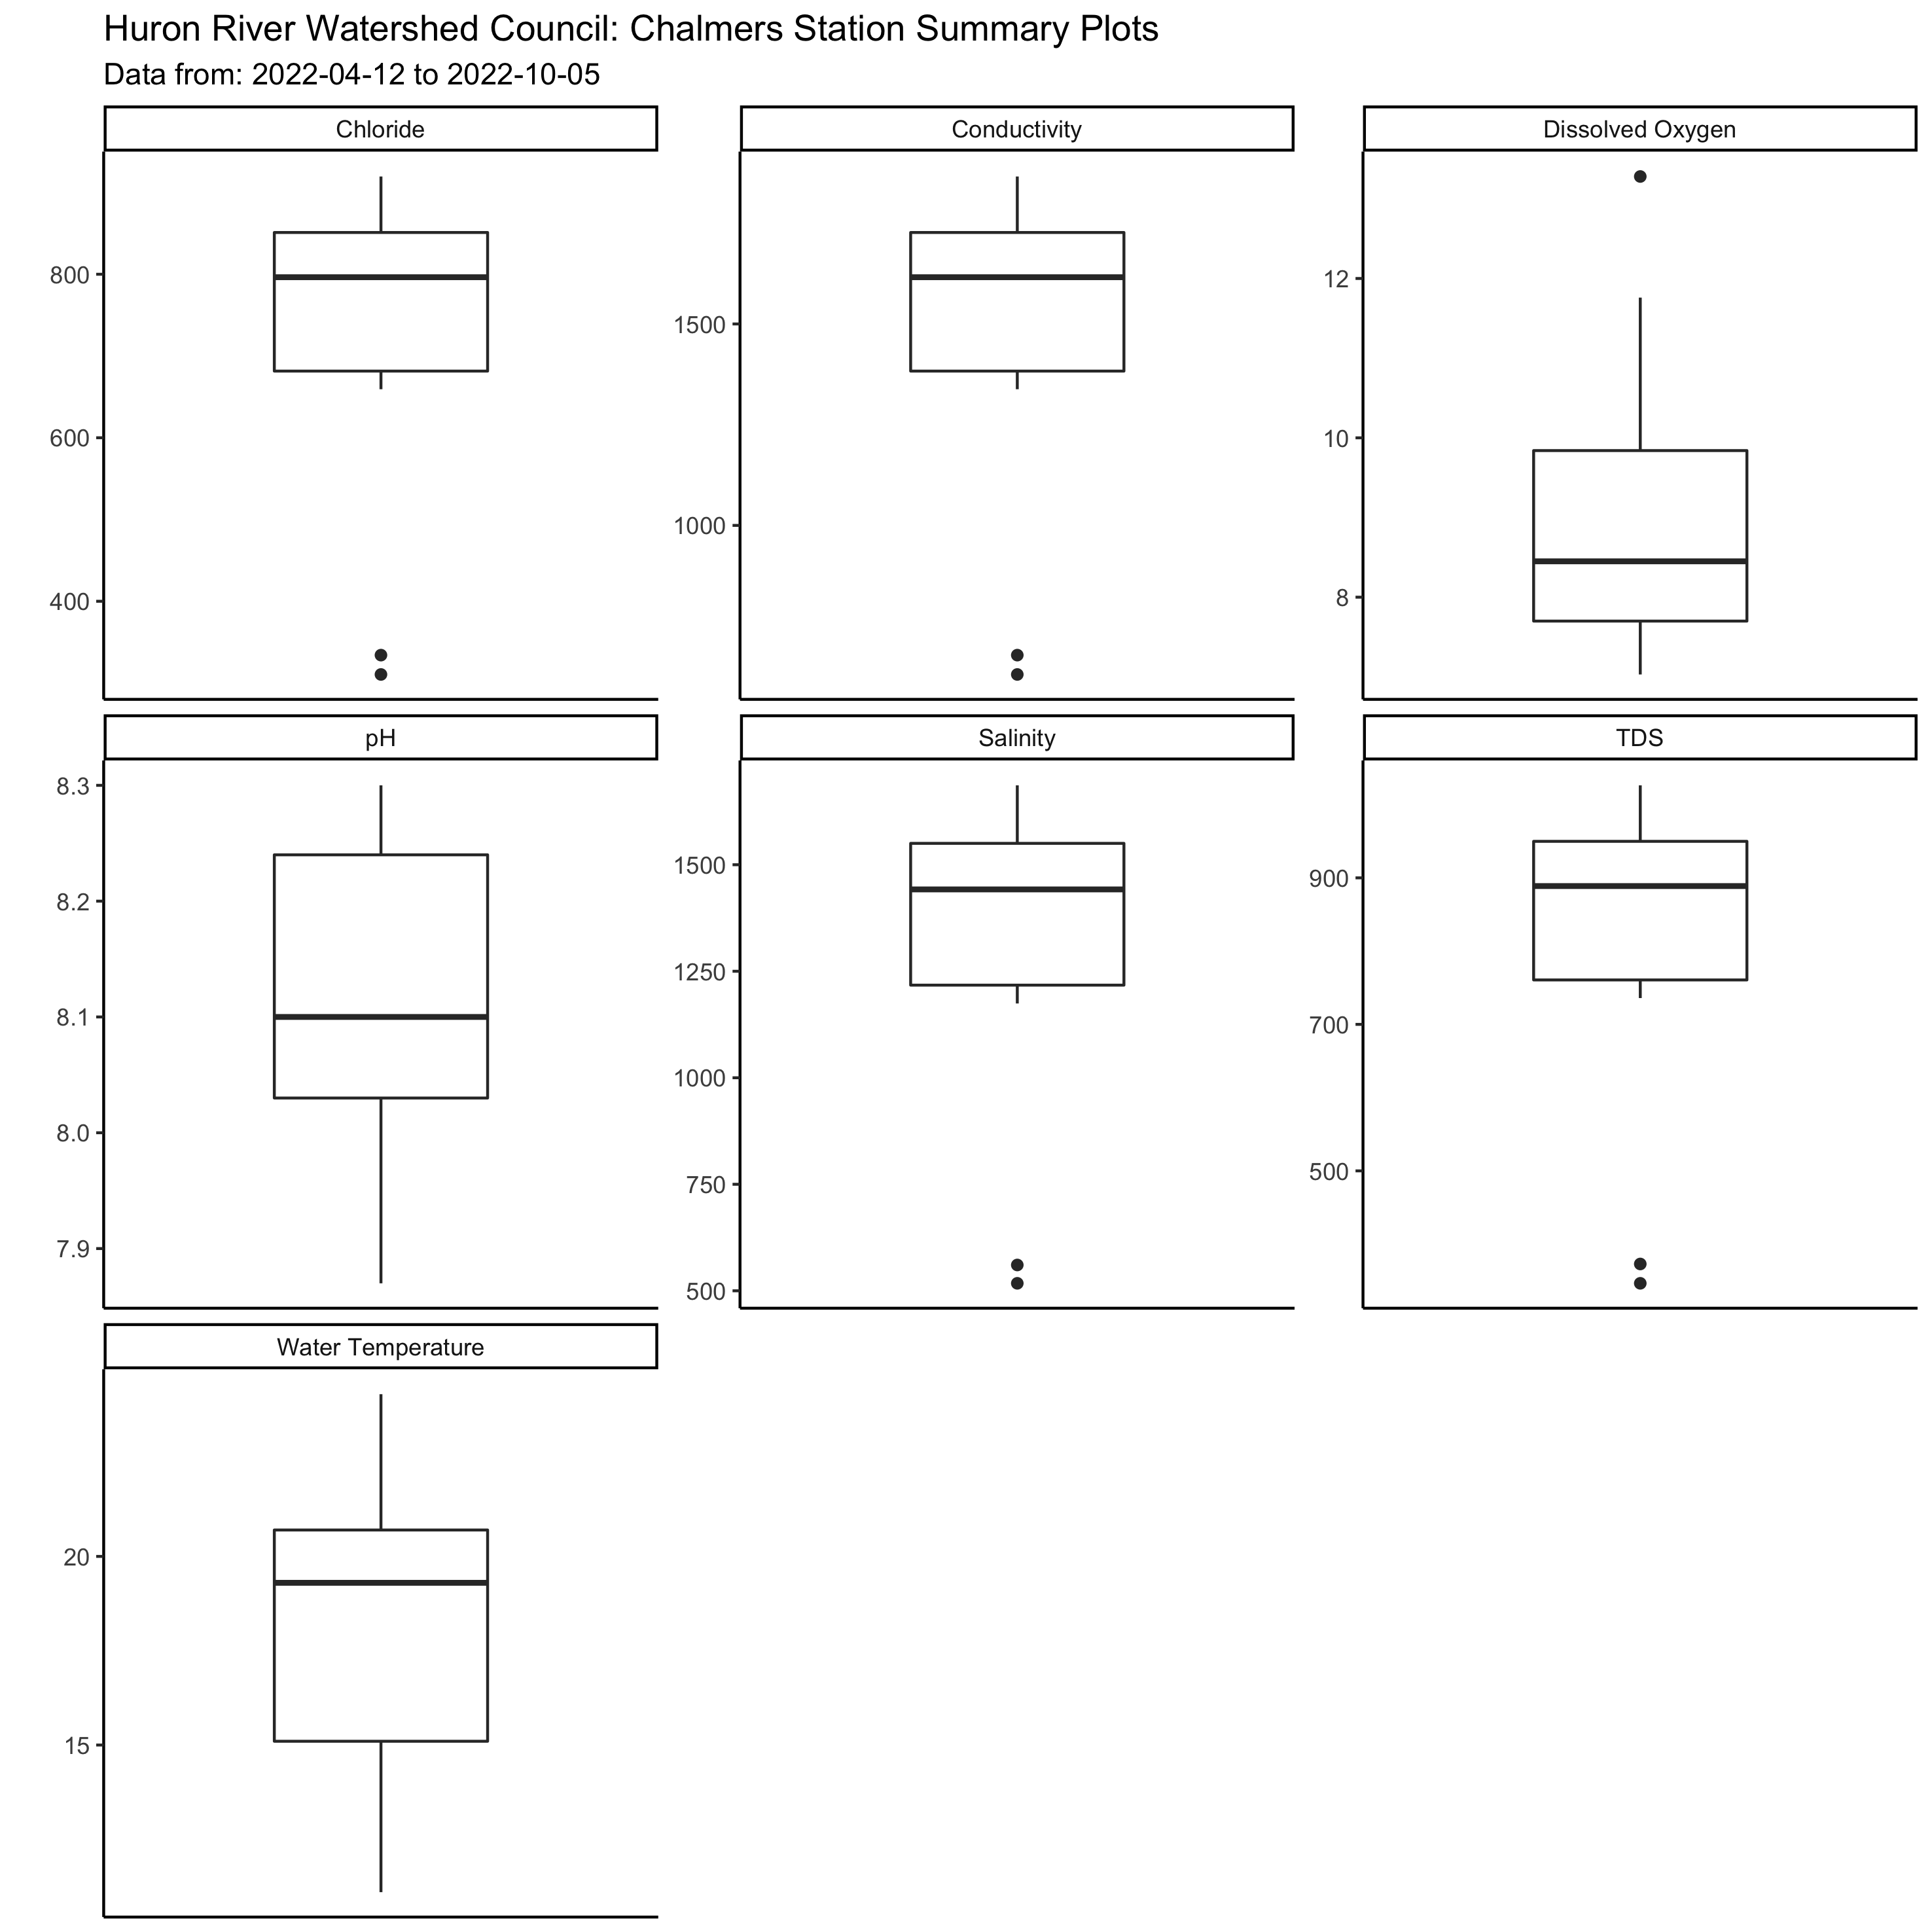 Huron River Watershed Council: Chalmers Station Summary Plots
Data from: 2022-04-12 to 2022-10-05
Chloride
800
600
400
Conductivity
1500
1000
Dissolved Oxygen
12
10
8
pH
8.3
8.2
8.1
8.0
7.9
Salinity
1500
1250
1000
750
500
TDS
900
700
500
Water Temperature
20
15